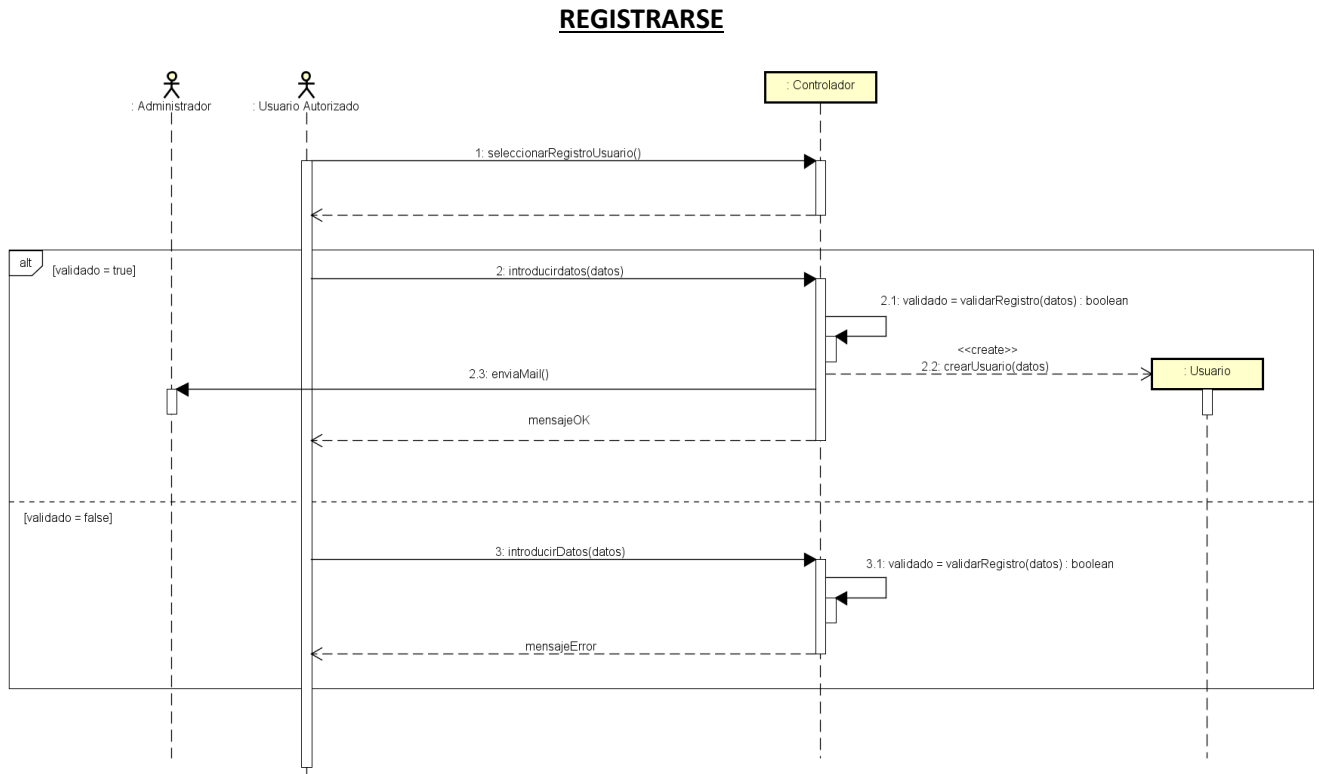 REGISTRARSE
: Administrador
: Usuario Autorizado
: Controlador
1: seleccionarRegistroUsuario()
alt
[validado = true]
2: introducirdatos(datos)
2.1: validado = validarRegistro(datos) : boolean
<<create>>
2.2: crearUsuario(datos)
: Usuario
2.3: enviaMail()
mensajeOK
[validado = false]
3: introducirDatos(datos)
3.1: validado = validarRegistro(datos) : boolean
mensajeError